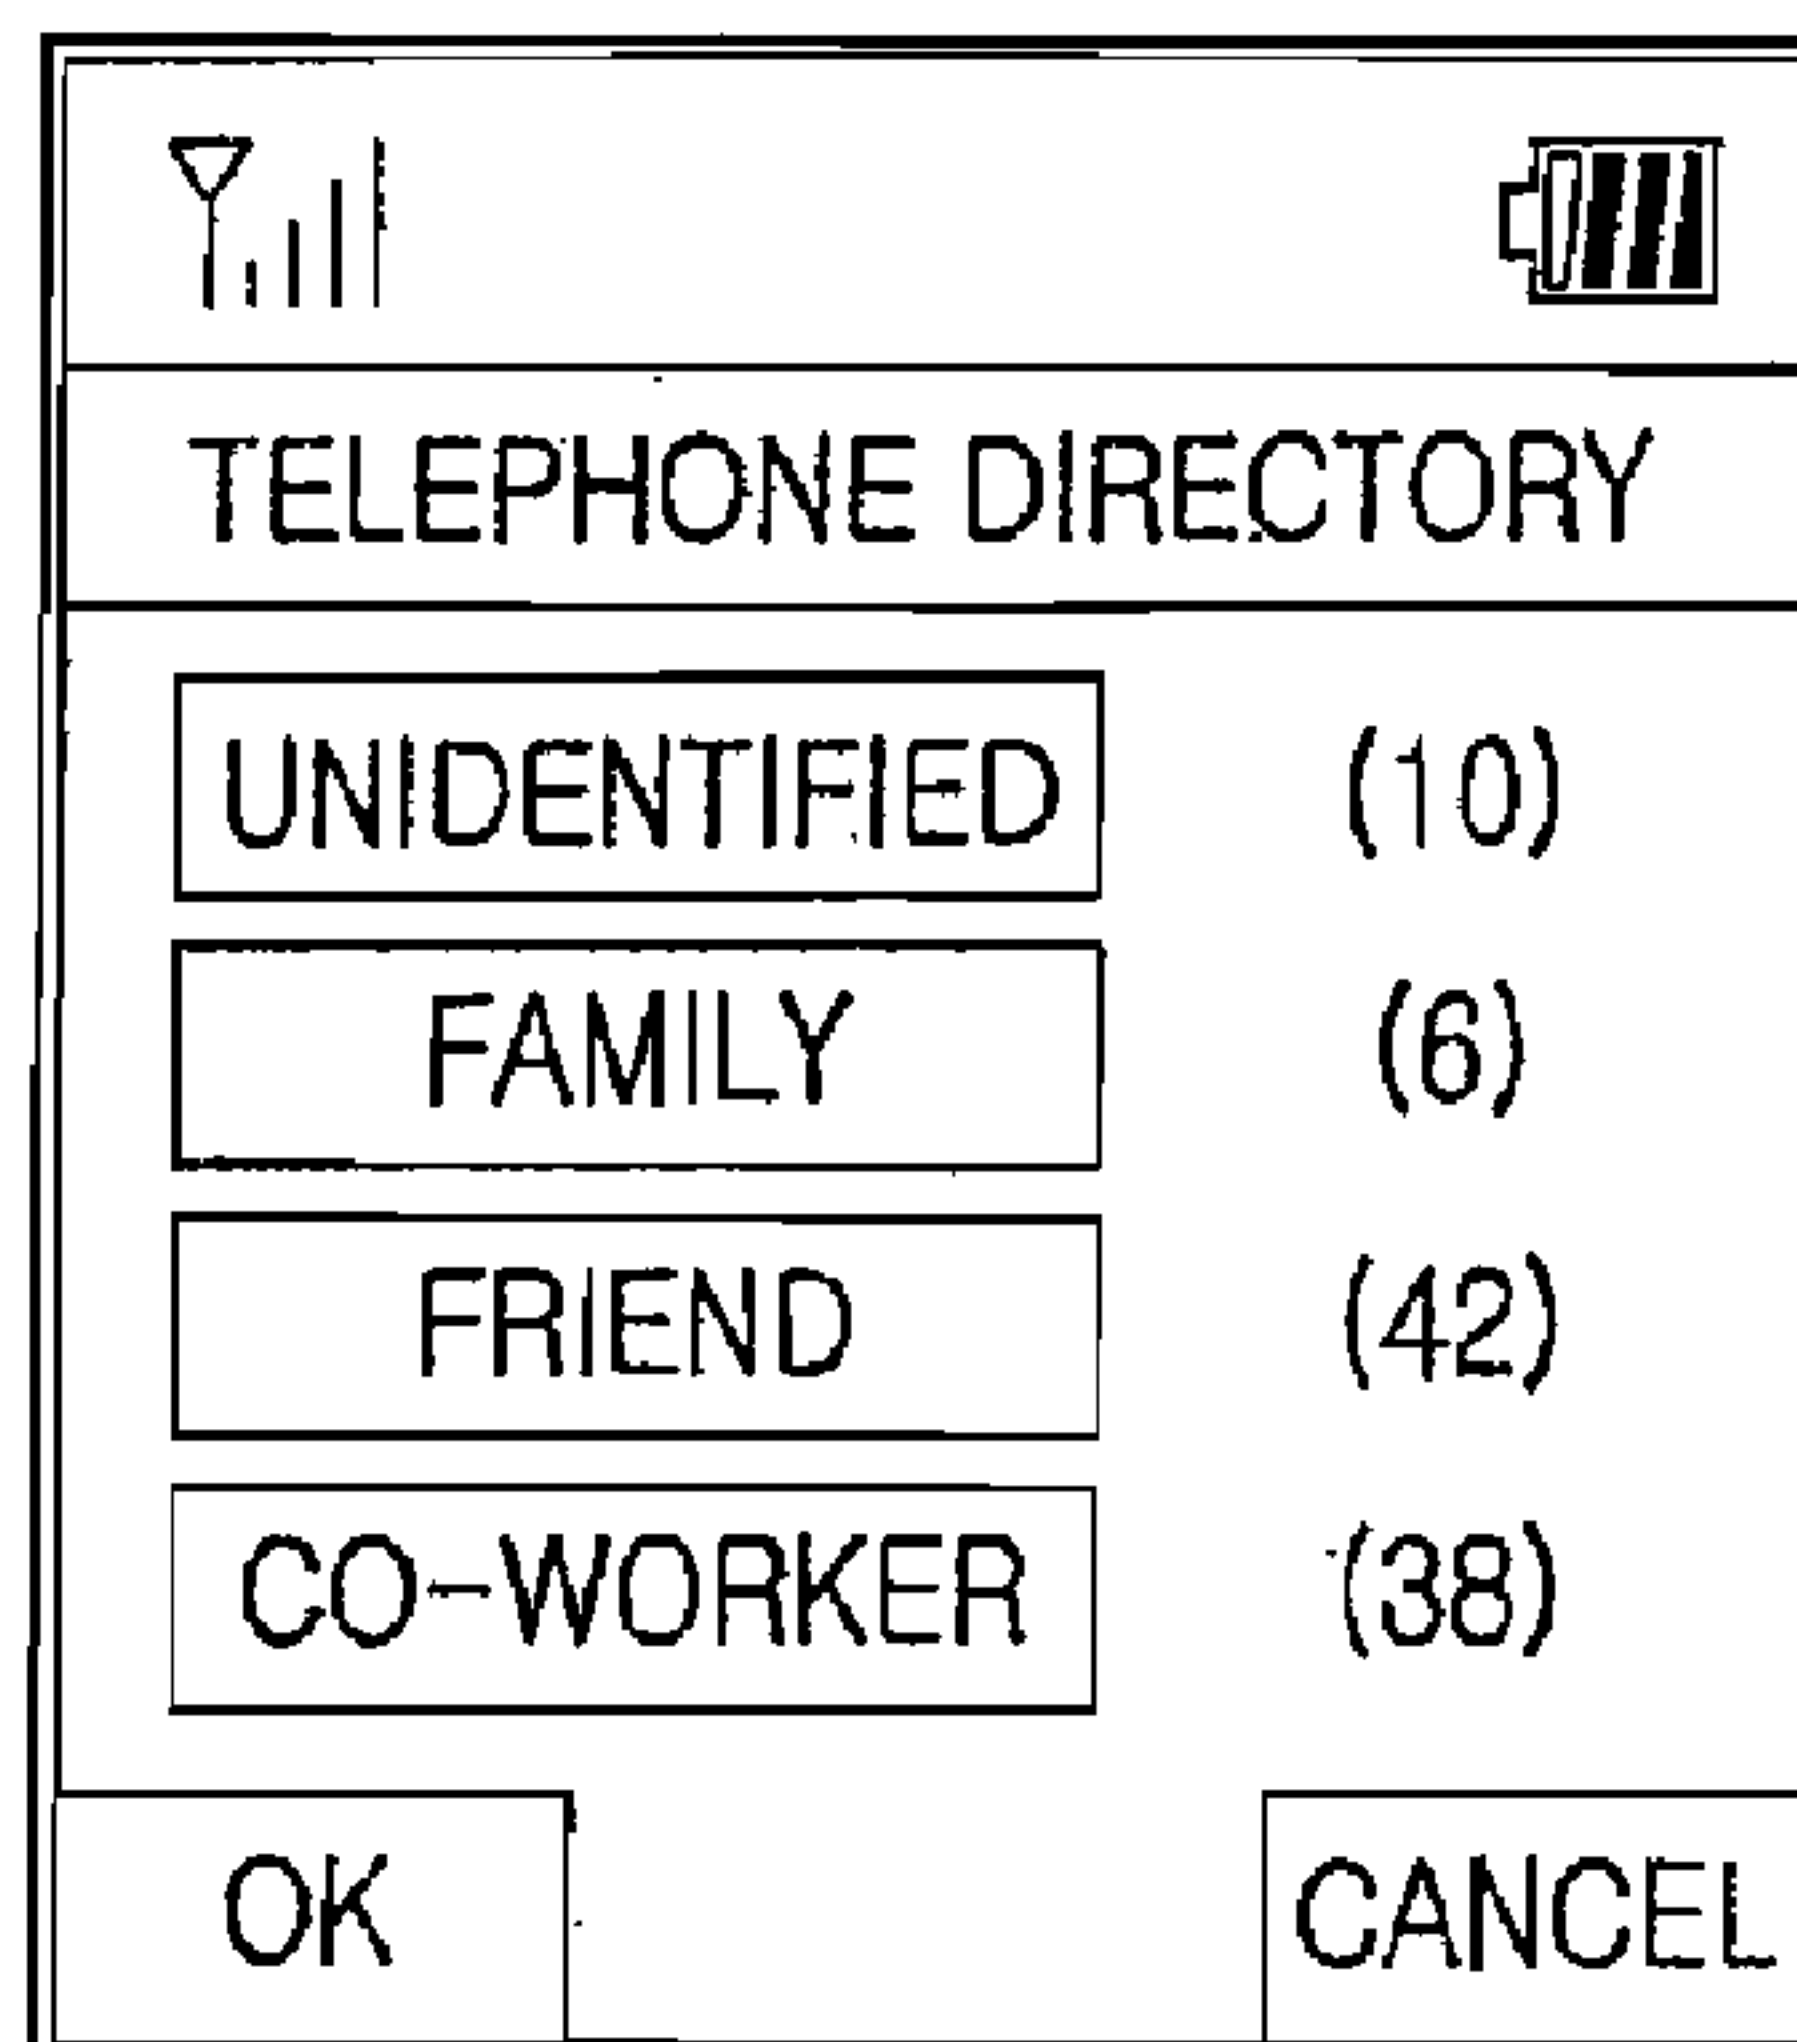 TELEPHONE DIRECTORY
UNIDENTIFIED (10)
FAMILY (6)
FRIEND (42)
CO-WORKER (38)
OK CANCEL